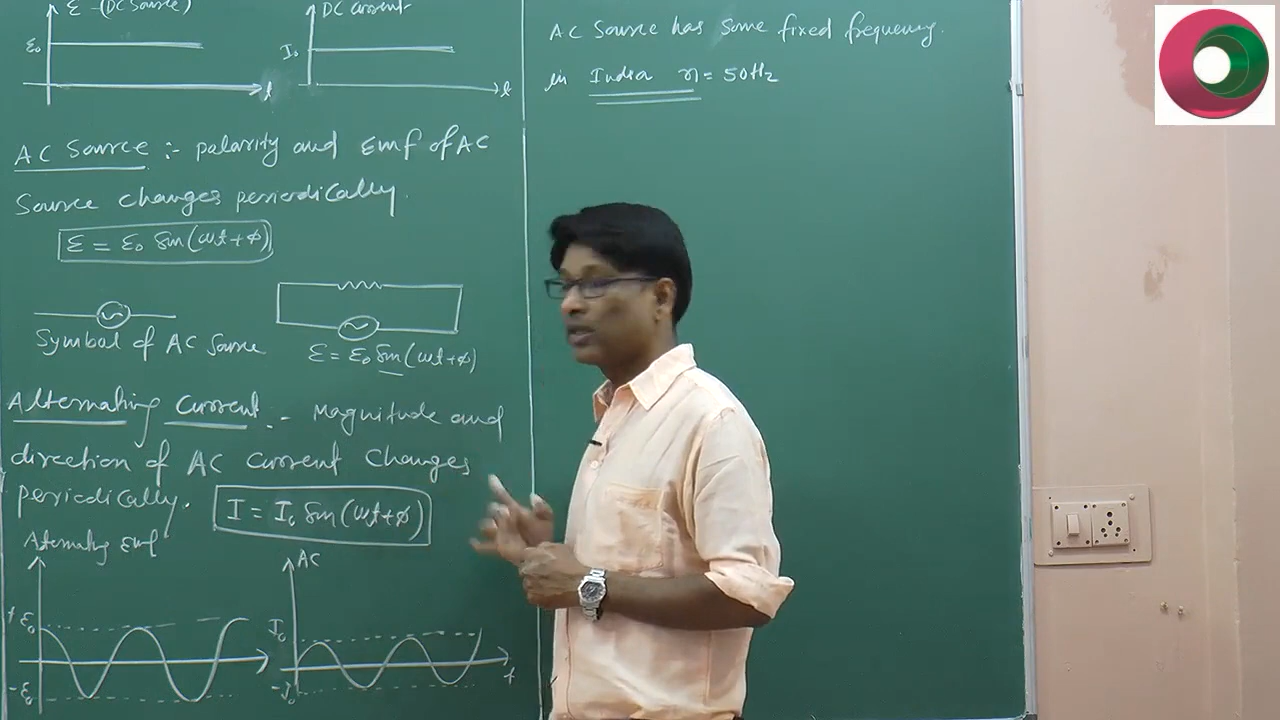 ε - (DC Source)
ε₀
t
DC current
I₀
t
AC Source :- polarity and Emf of AC
Source changes periodically.
ε = ε₀ Sin(ωt+φ)
Symbol of AC Source
ε = ε₀ Sin(ωt+φ)
Alternating Current :- Magnitude and
direction of AC current changes
periodically.
I = I₀ Sin(ωt+φ)
Alternating Emf
+ε₀
-ε₀
AC
I₀
-I₀
t
AC Source has some fixed frequency.
in India n = 50Hz